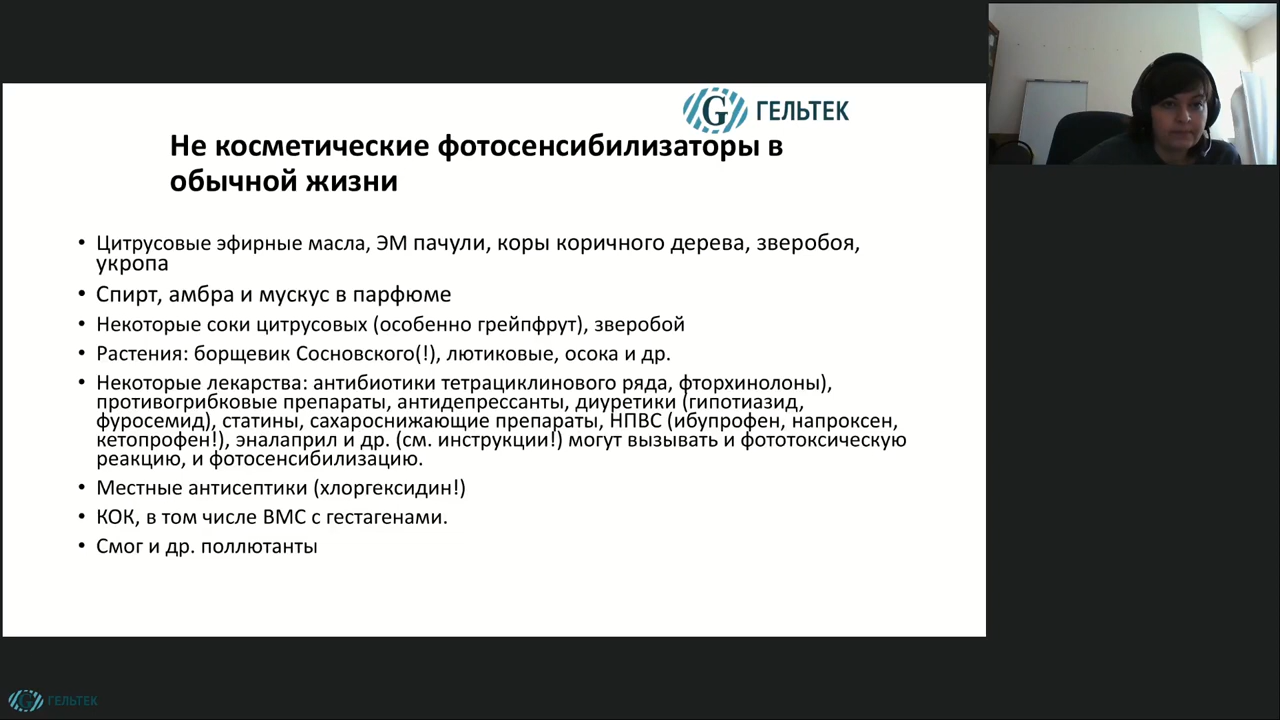 ГЕЛЬТЕК
Не косметические фотосенсибилизаторы в
обычной жизни
• Цитрусовые эфирные масла, ЭМ пачули, коры коричного дерева, зверобоя,
укропа
• Спирт, амбра и мускус в парфюме
• Некоторые соки цитрусовых (особенно грейпфрут), зверобой
• Растения: борщевик Сосновского(!), лютиковые, осока и др.
• Некоторые лекарства: антибиотики тетрациклинового ряда, фторхинолоны),
противогрибковые препараты, антидепрессанты, диуретики (гипотиазид,
фуросемид), статины, сахароснижающие препараты, НПВС (ибупрофен, напроксен,
кетопрофен!), эналаприл и др. (см. инструкции!) могут вызывать и фототоксическую
реакцию, и фотосенсибилизацию.
• Местные антисептики (хлоргексидин!)
• КОК, в том числе ВМС с гестагенами.
• Смог и др. поллютанты
ГЕЛЬТЕК